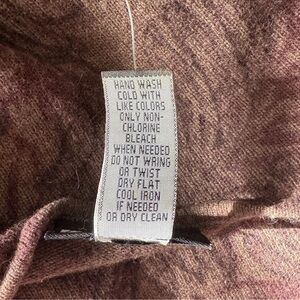 HAND WASH
COLD WITH
LIKE COLORS
ONLY NON-
CHLORINE
BLEACH
WHEN NEEDED
DO NOT WRING
OR TWIST
DRY FLAT
COOL IRON
IF NEEDED
OR DRY CLEAN